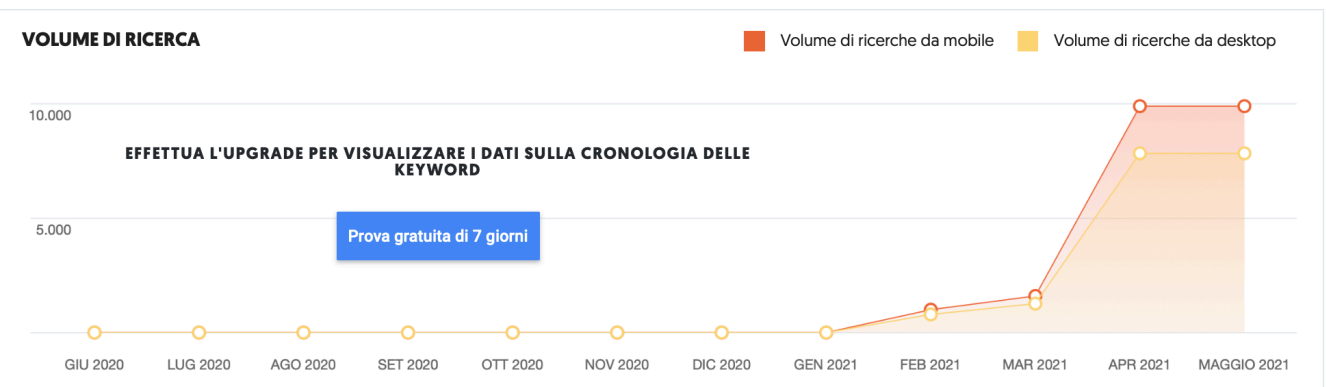 VOLUME DI RICERCA
Volume di ricerche da mobile
Volume di ricerche da desktop
10.000
EFFETTUA L'UPGRADE PER VISUALIZZARE I DATI SULLA CRONOLOGIA DELLE
KEYWORD
5.000
Prova gratuita di 7 giorni
GIU 2020 LUG 2020 AGO 2020 SET 2020 OTT 2020 NOV 2020 DIC 2020 GEN 2021 FEB 2021 MAR 2021 APR 2021 MAGGIO 2021